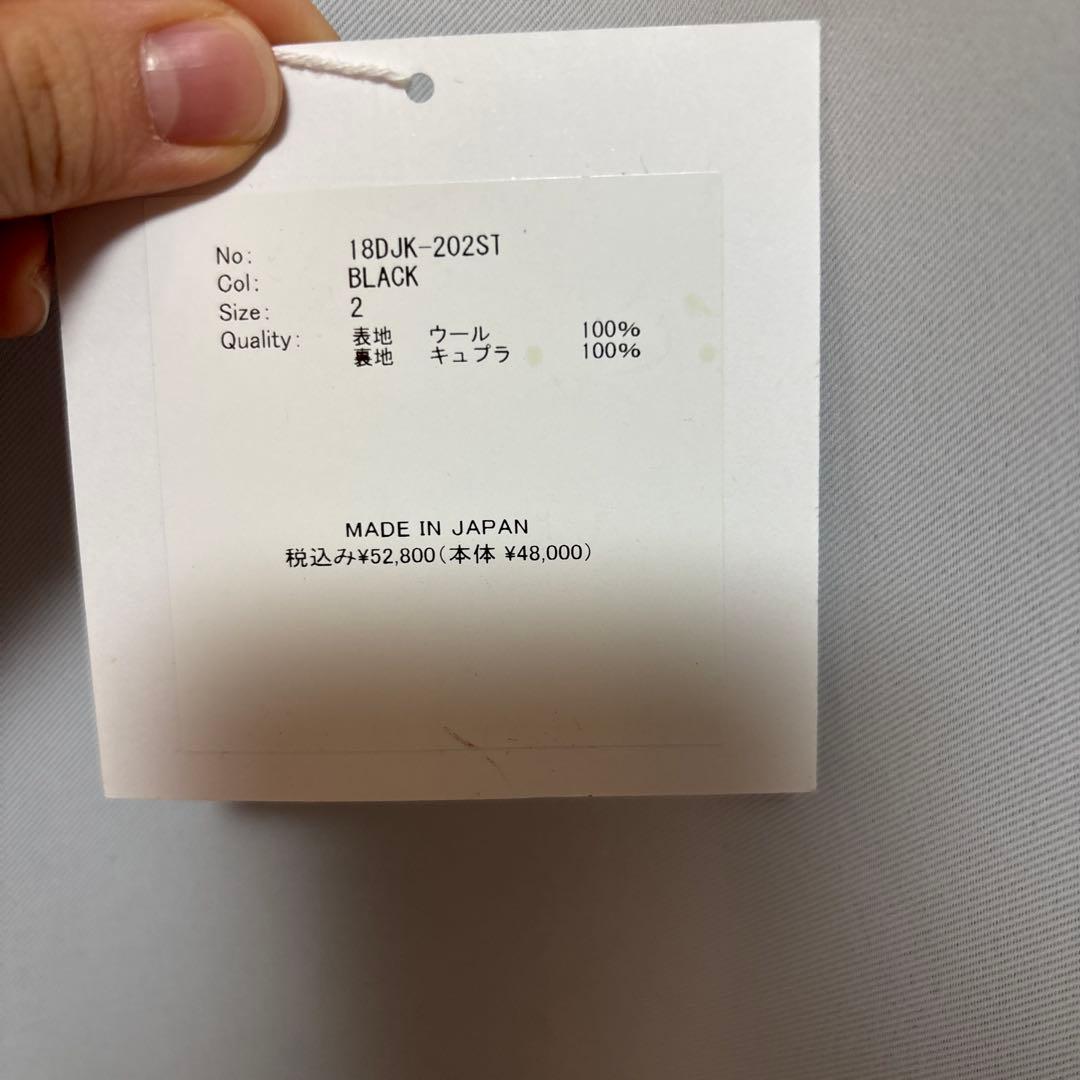 No: 18DJK-202ST
Col: BLACK
Size: 2
Quality: 表地 ウール 100%
裏地 キュプラ 100%
MADE IN JAPAN
税込み¥52,800(本体 ¥48,000)